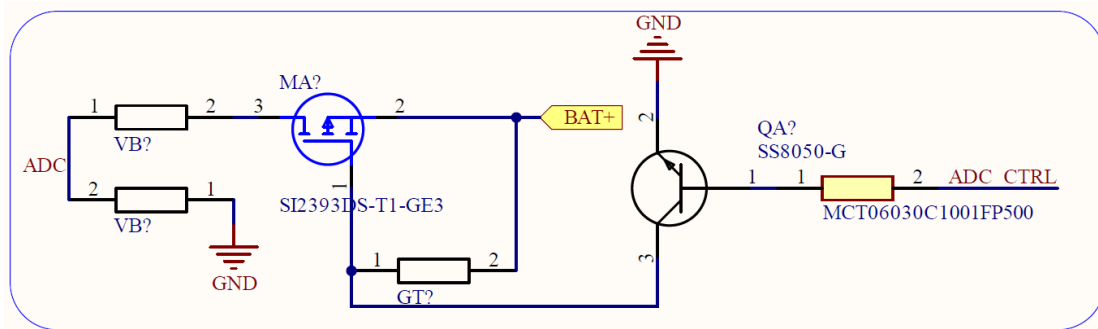 GND
MA?
1
2
3
2
BAT+
2
QA?
SS8050-G
VB?
ADC
1
1
1
2
ADC_CTRL
2
1
SI2393DS-T1-GE3
MCT06030C1001FP500
VB?
GND
1
2
3
GT?